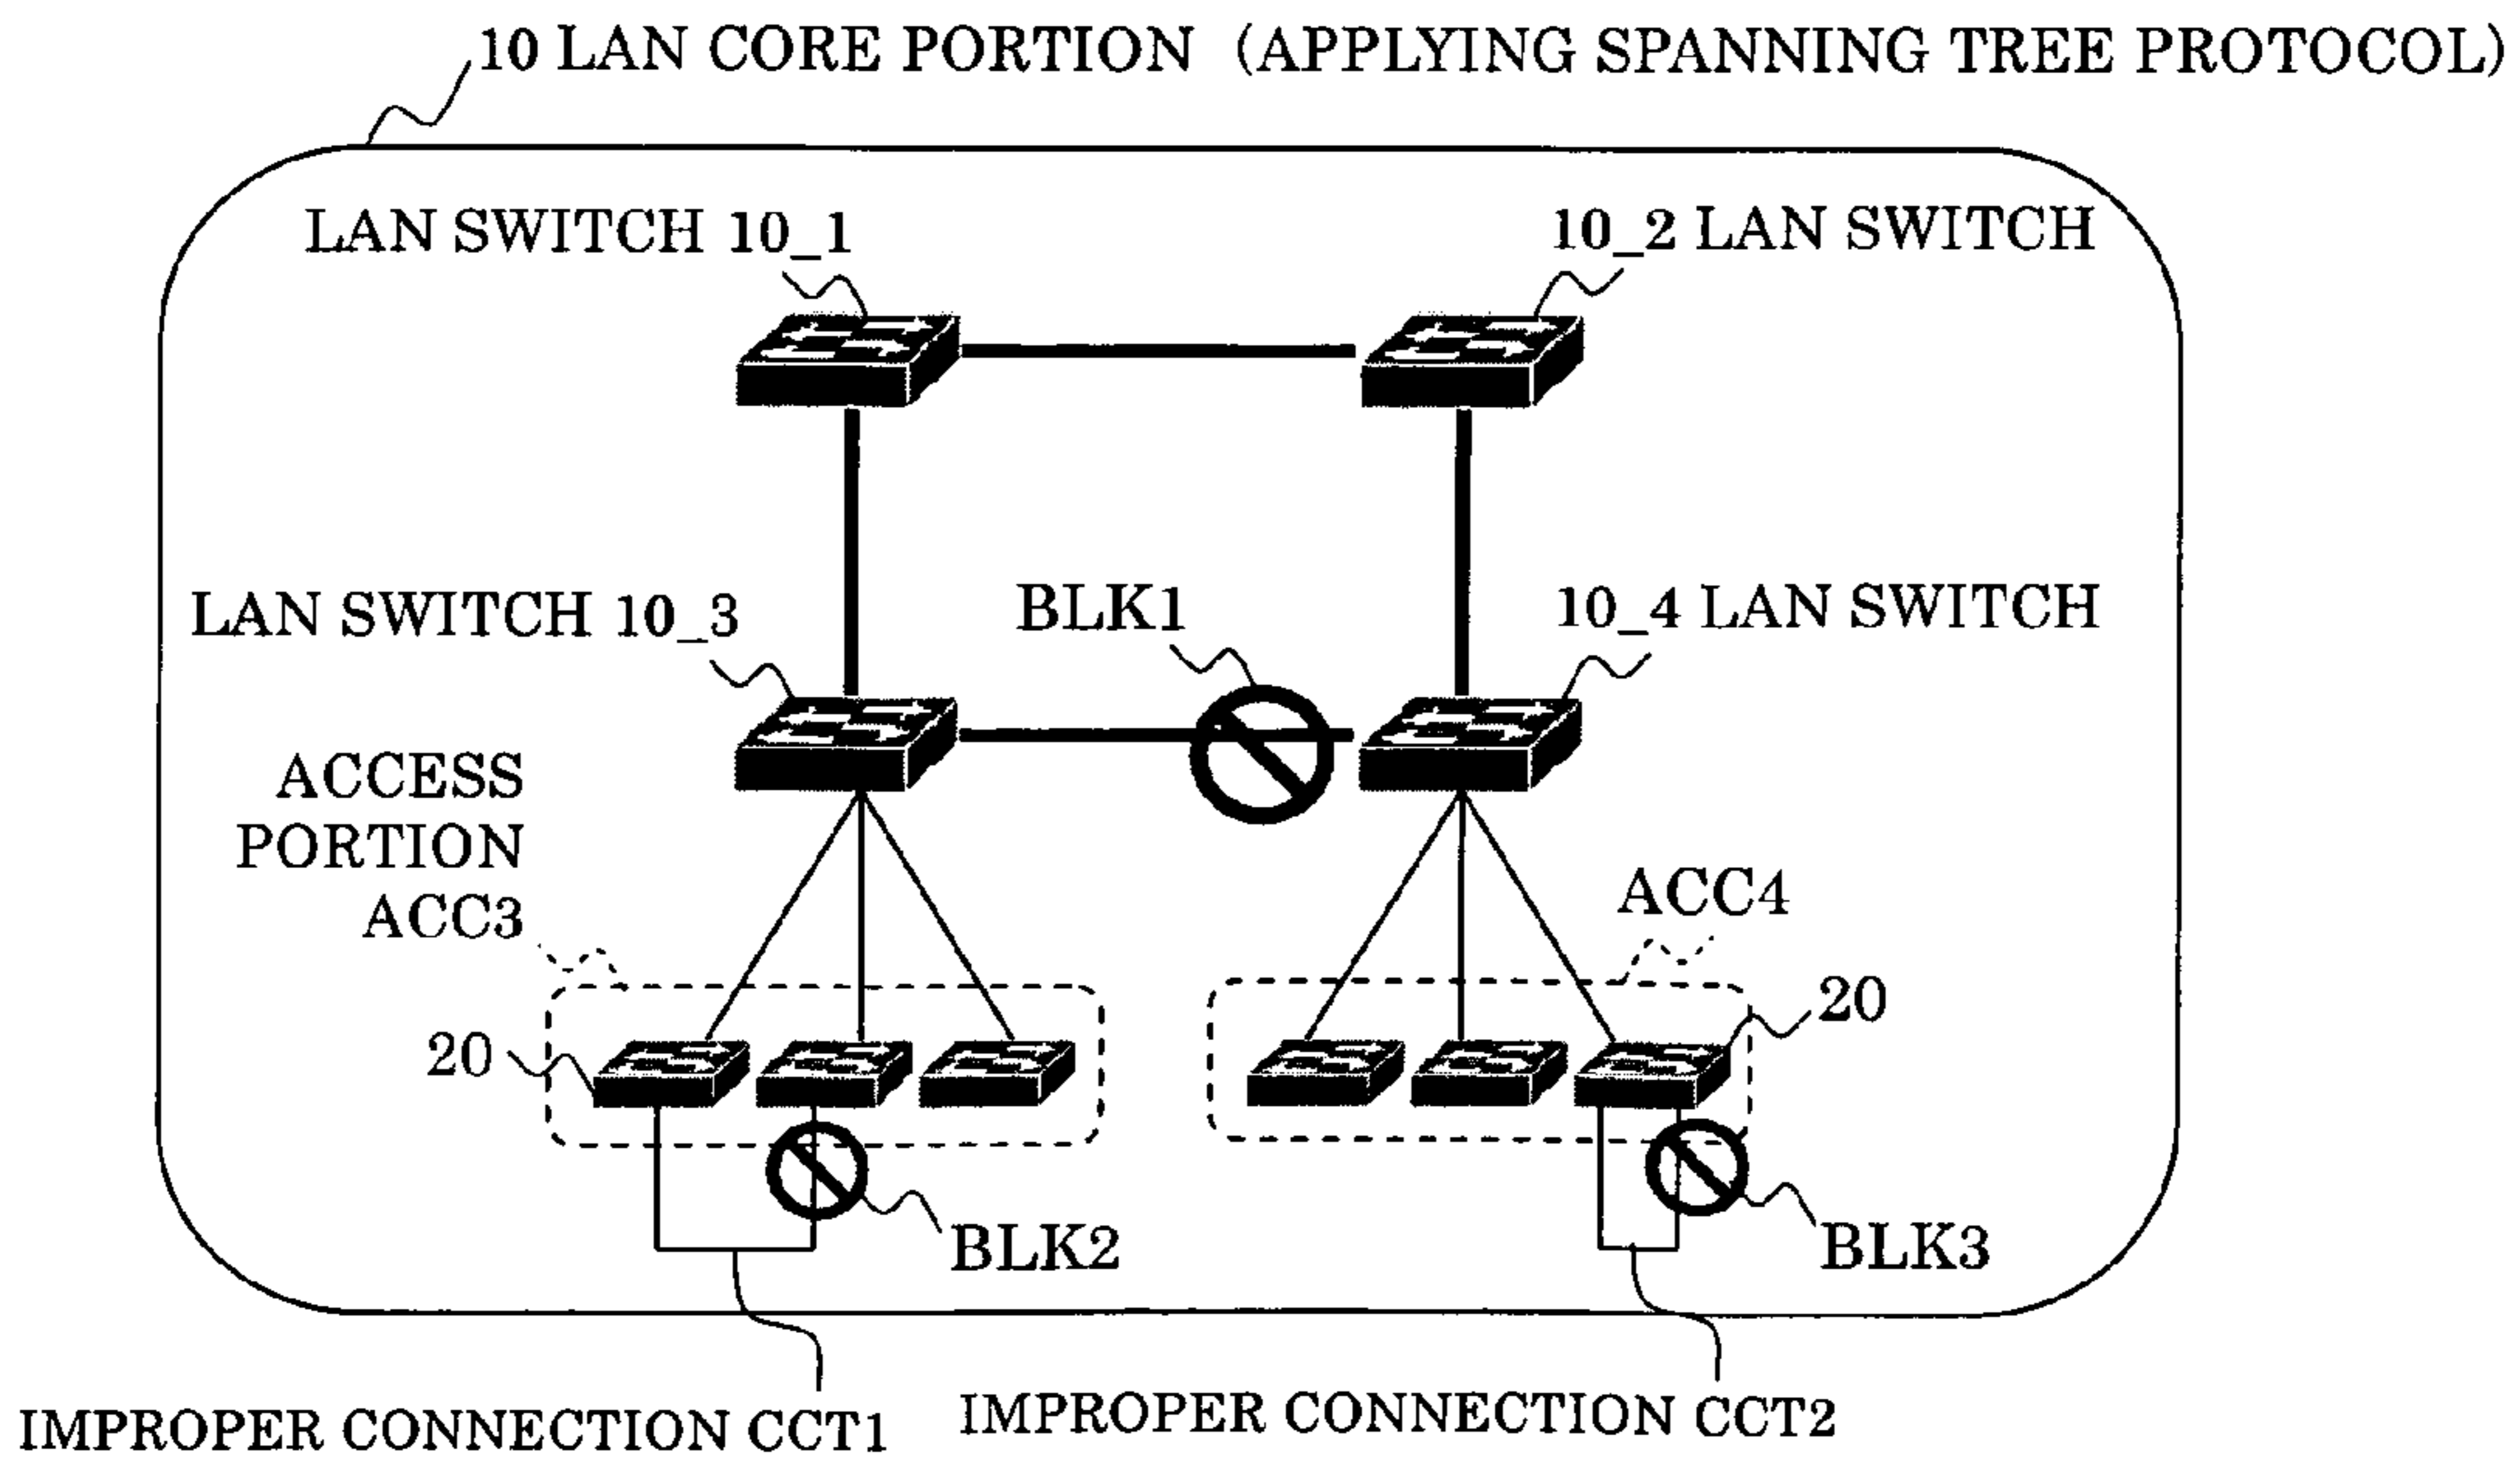 10 LAN CORE PORTION (APPLYING SPANNING TREE PROTOCOL)
LAN SWITCH 10_1
10_2 LAN SWITCH
LAN SWITCH 10_3
BLK1
10_4 LAN SWITCH
ACCESS
PORTION
ACC3
ACC4
20
20
BLK2
BLK3
IMPROPER CONNECTION CCT1
IMPROPER CONNECTION CCT2